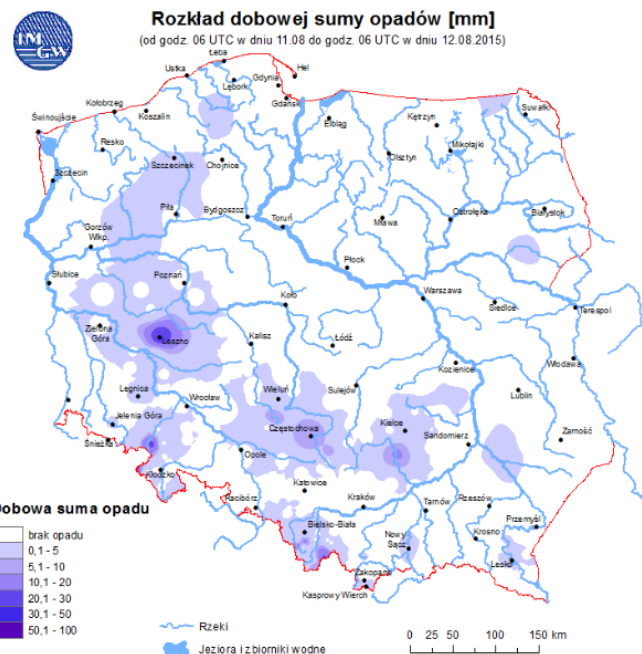 IM
GW
Rozkład dobowej sumy opadów [mm]
(od godz. 06 UTC w dniu 11.08 do godz. 06 UTC w dniu 12.08.2015)
Łeba
Hel
Ustka
Gdynia
Lębork
Kołobrzeg
Koszalin
Gdańsk
Świnoujście
Elbląg
Kętrzyn
Suwałki
Resko
Mikołajki
Szczecin
Szczecinek
Chojnice
Olsztyn
Piła
Bydgoszcz
Toruń
Mława
Ostrołęka
Białystok
Gorzów
Wlkp.
Płock
Słubice
Poznań
Koło
Warszawa
Siedlce
Terespol
Zielona
Góra
Leszno
Kalisz
Łódź
Kozienice
Włodawa
Legnica
Wrocław
Wieluń
Sulejów
Lublin
Jelenia Góra
Częstochowa
Kielce
Sandomierz
Zamość
Śnieżka
Opole
Kłodzko
Katowice
Racibórz
Kraków
Tarnów
Rzeszów
Przemyśl
Bielsko-Biała
Nowy
Sącz
Krosno
Lesko
Zakopane
Kasprowy Wierch
Dobowa suma opadu
brak opadu
0,1 - 5
5,1 - 10
10,1 - 20
20,1 - 30
30,1 - 50
50,1 - 100
Rzeki
Jeziora i zbiorniki wodne
0 25 50 100 150 km